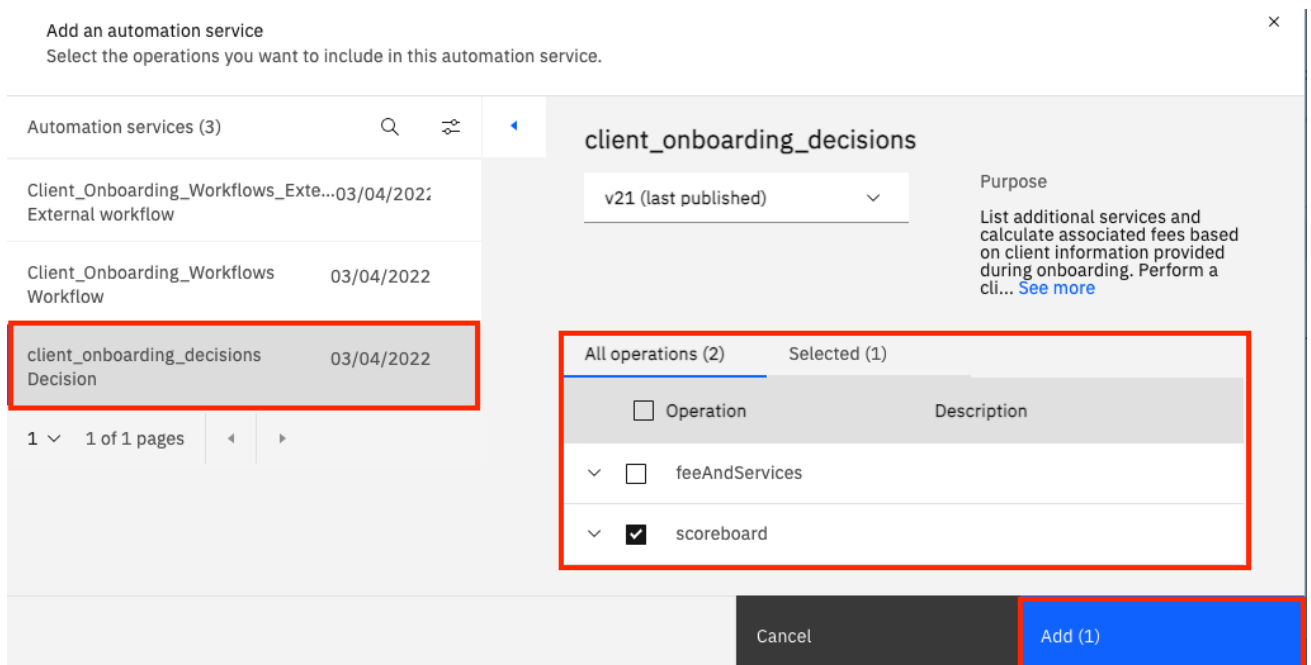 Add an automation service
Select the operations you want to include in this automation service.
Automation services (3)
Client_Onboarding_Workflows_Exte...03/04/2022
External workflow
Client_Onboarding_Workflows 03/04/2022
Workflow
client_onboarding_decisions 03/04/2022
Decision
1 1 of 1 pages
client_onboarding_decisions
v21 (last published)
Purpose
List additional services and
calculate associated fees based
on client information provided
during onboarding. Perform a
cli... See more
All operations (2) Selected (1)
Operation Description
feeAndServices
scoreboard
Cancel Add (1)